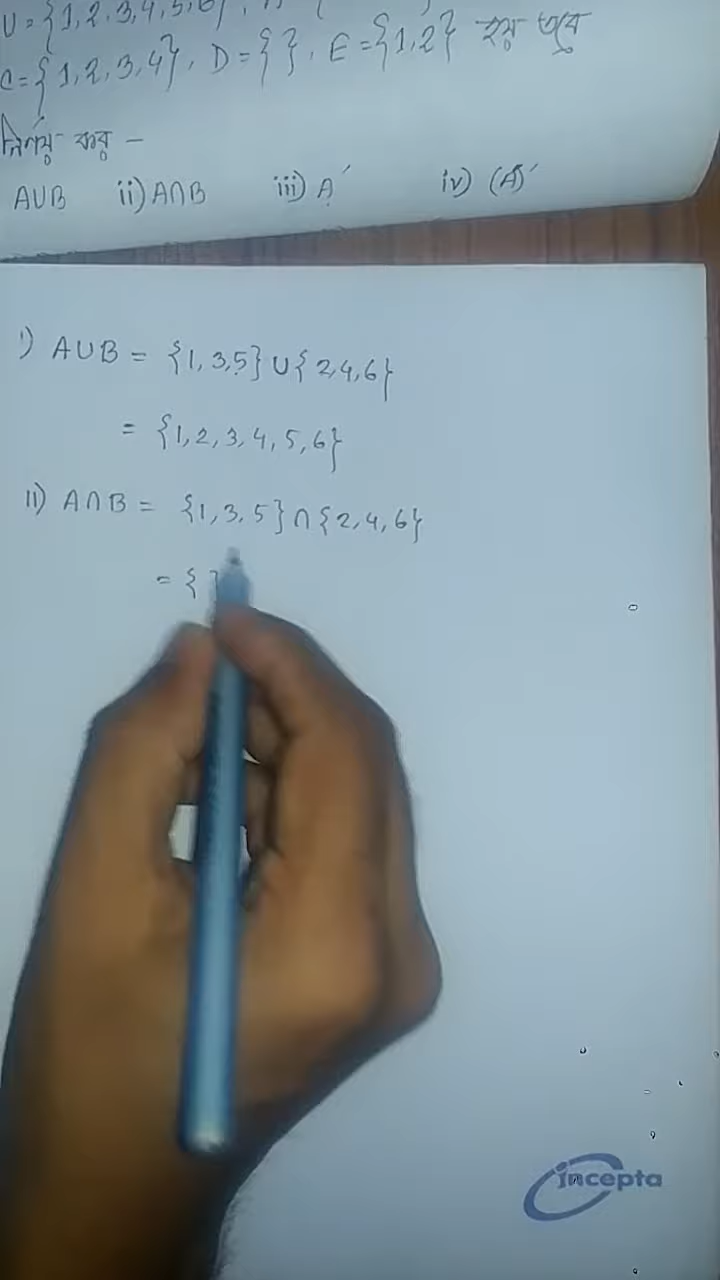 U = {1,2,3,4,5,6},
C = {1,2,3,4}, D = { }, E = {1,2} হয় তবে
নির্ণয় কর -
AUB ii) A∩B iii) A′ iv) (A′)′
i) A∪B = {1,3,5} ∪ {2,4,6}
= {1,2,3,4,5,6}
ii) A∩B = {1,3,5} ∩ {2,4,6}
= {
incepta